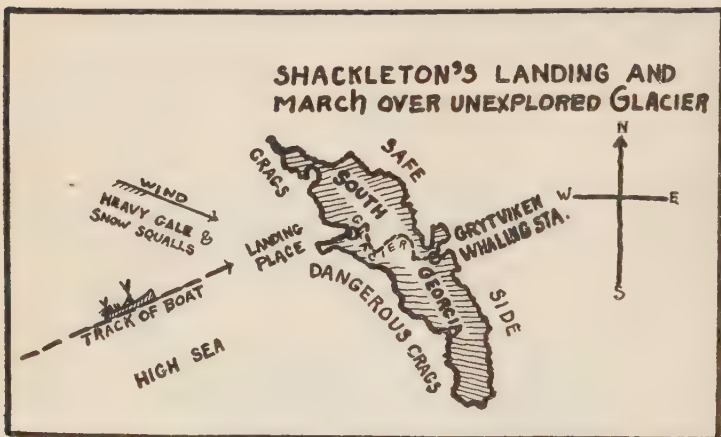 SHACKLETON'S LANDING AND
MARCH OVER UNEXPLORED GLACIER
N
W
E
S
CRAGS
SAFE
SIDE
WIND
HEAVY GALE &
SNOW SQUALLS
SOUTH
GEORGIA
GLACIER
GRYTVIKEN
WHALING STA.
LANDING
PLACE
DANGEROUS CRAGS
TRACK OF BOAT
HIGH SEA